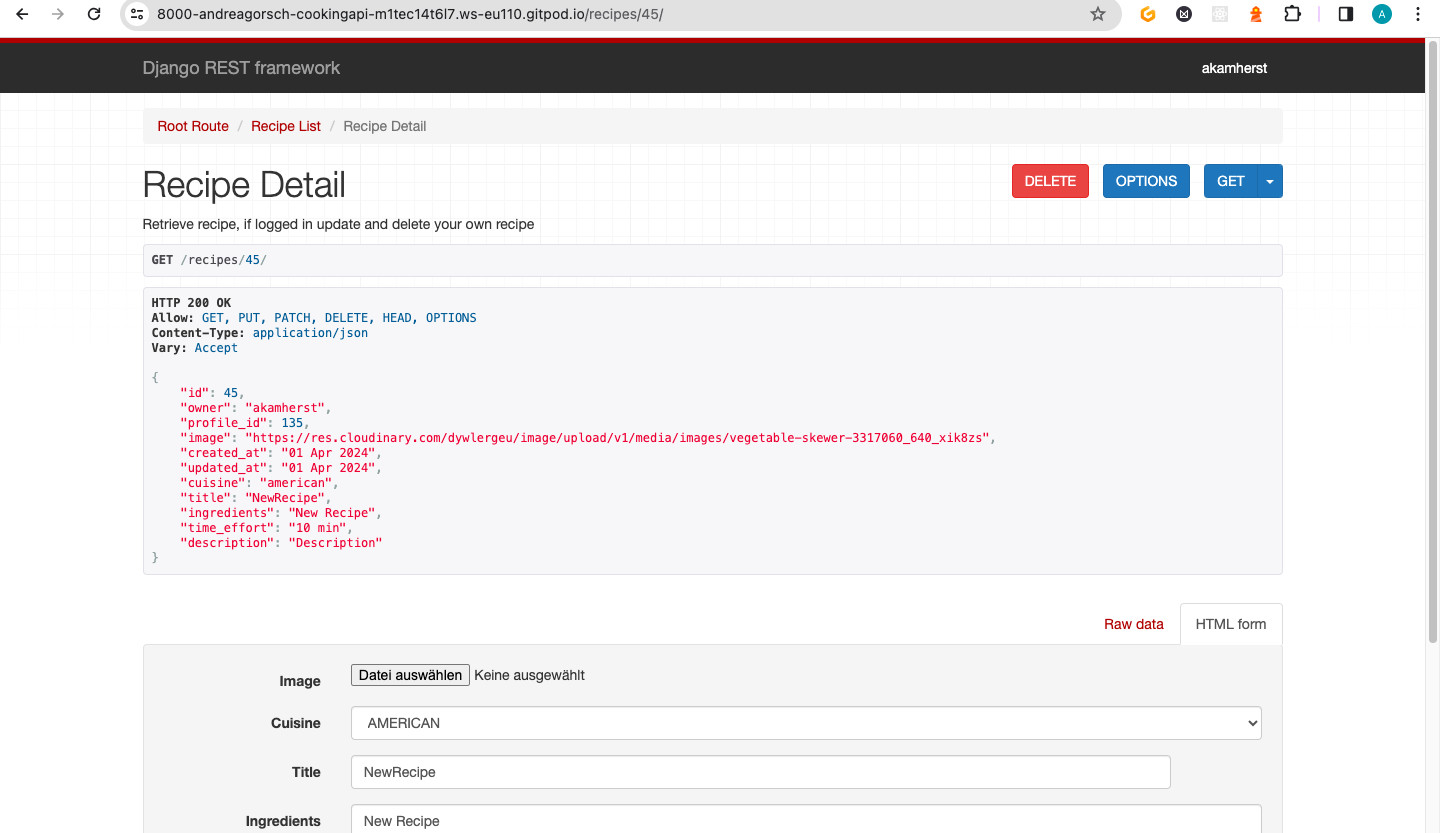 8000-andreagorsch-cookingapi-m1tec14t6l7.ws-eu110.gitpod.io/recipes/45/
A
Django REST framework
akamherst
Root Route / Recipe List / Recipe Detail
Recipe Detail
DELETE
OPTIONS
GET
Retrieve recipe, if logged in update and delete your own recipe
GET /recipes/45/
HTTP 200 OK
Allow: GET, PUT, PATCH, DELETE, HEAD, OPTIONS
Content-Type: application/json
Vary: Accept
{
"id": 45,
"owner": "akamherst",
"profile_id": 135,
"image": "https://res.cloudinary.com/dywlergeu/image/upload/v1/media/images/vegetable-skewer-3317060_640_xik8zs",
"created_at": "01 Apr 2024",
"updated_at": "01 Apr 2024",
"cuisine": "american",
"title": "NewRecipe",
"ingredients": "New Recipe",
"time_effort": "10 min",
"description": "Description"
}
Raw data
HTML form
Image
Datei auswählen Keine ausgewählt
Cuisine
AMERICAN
Title
NewRecipe
Ingredients
New Recipe